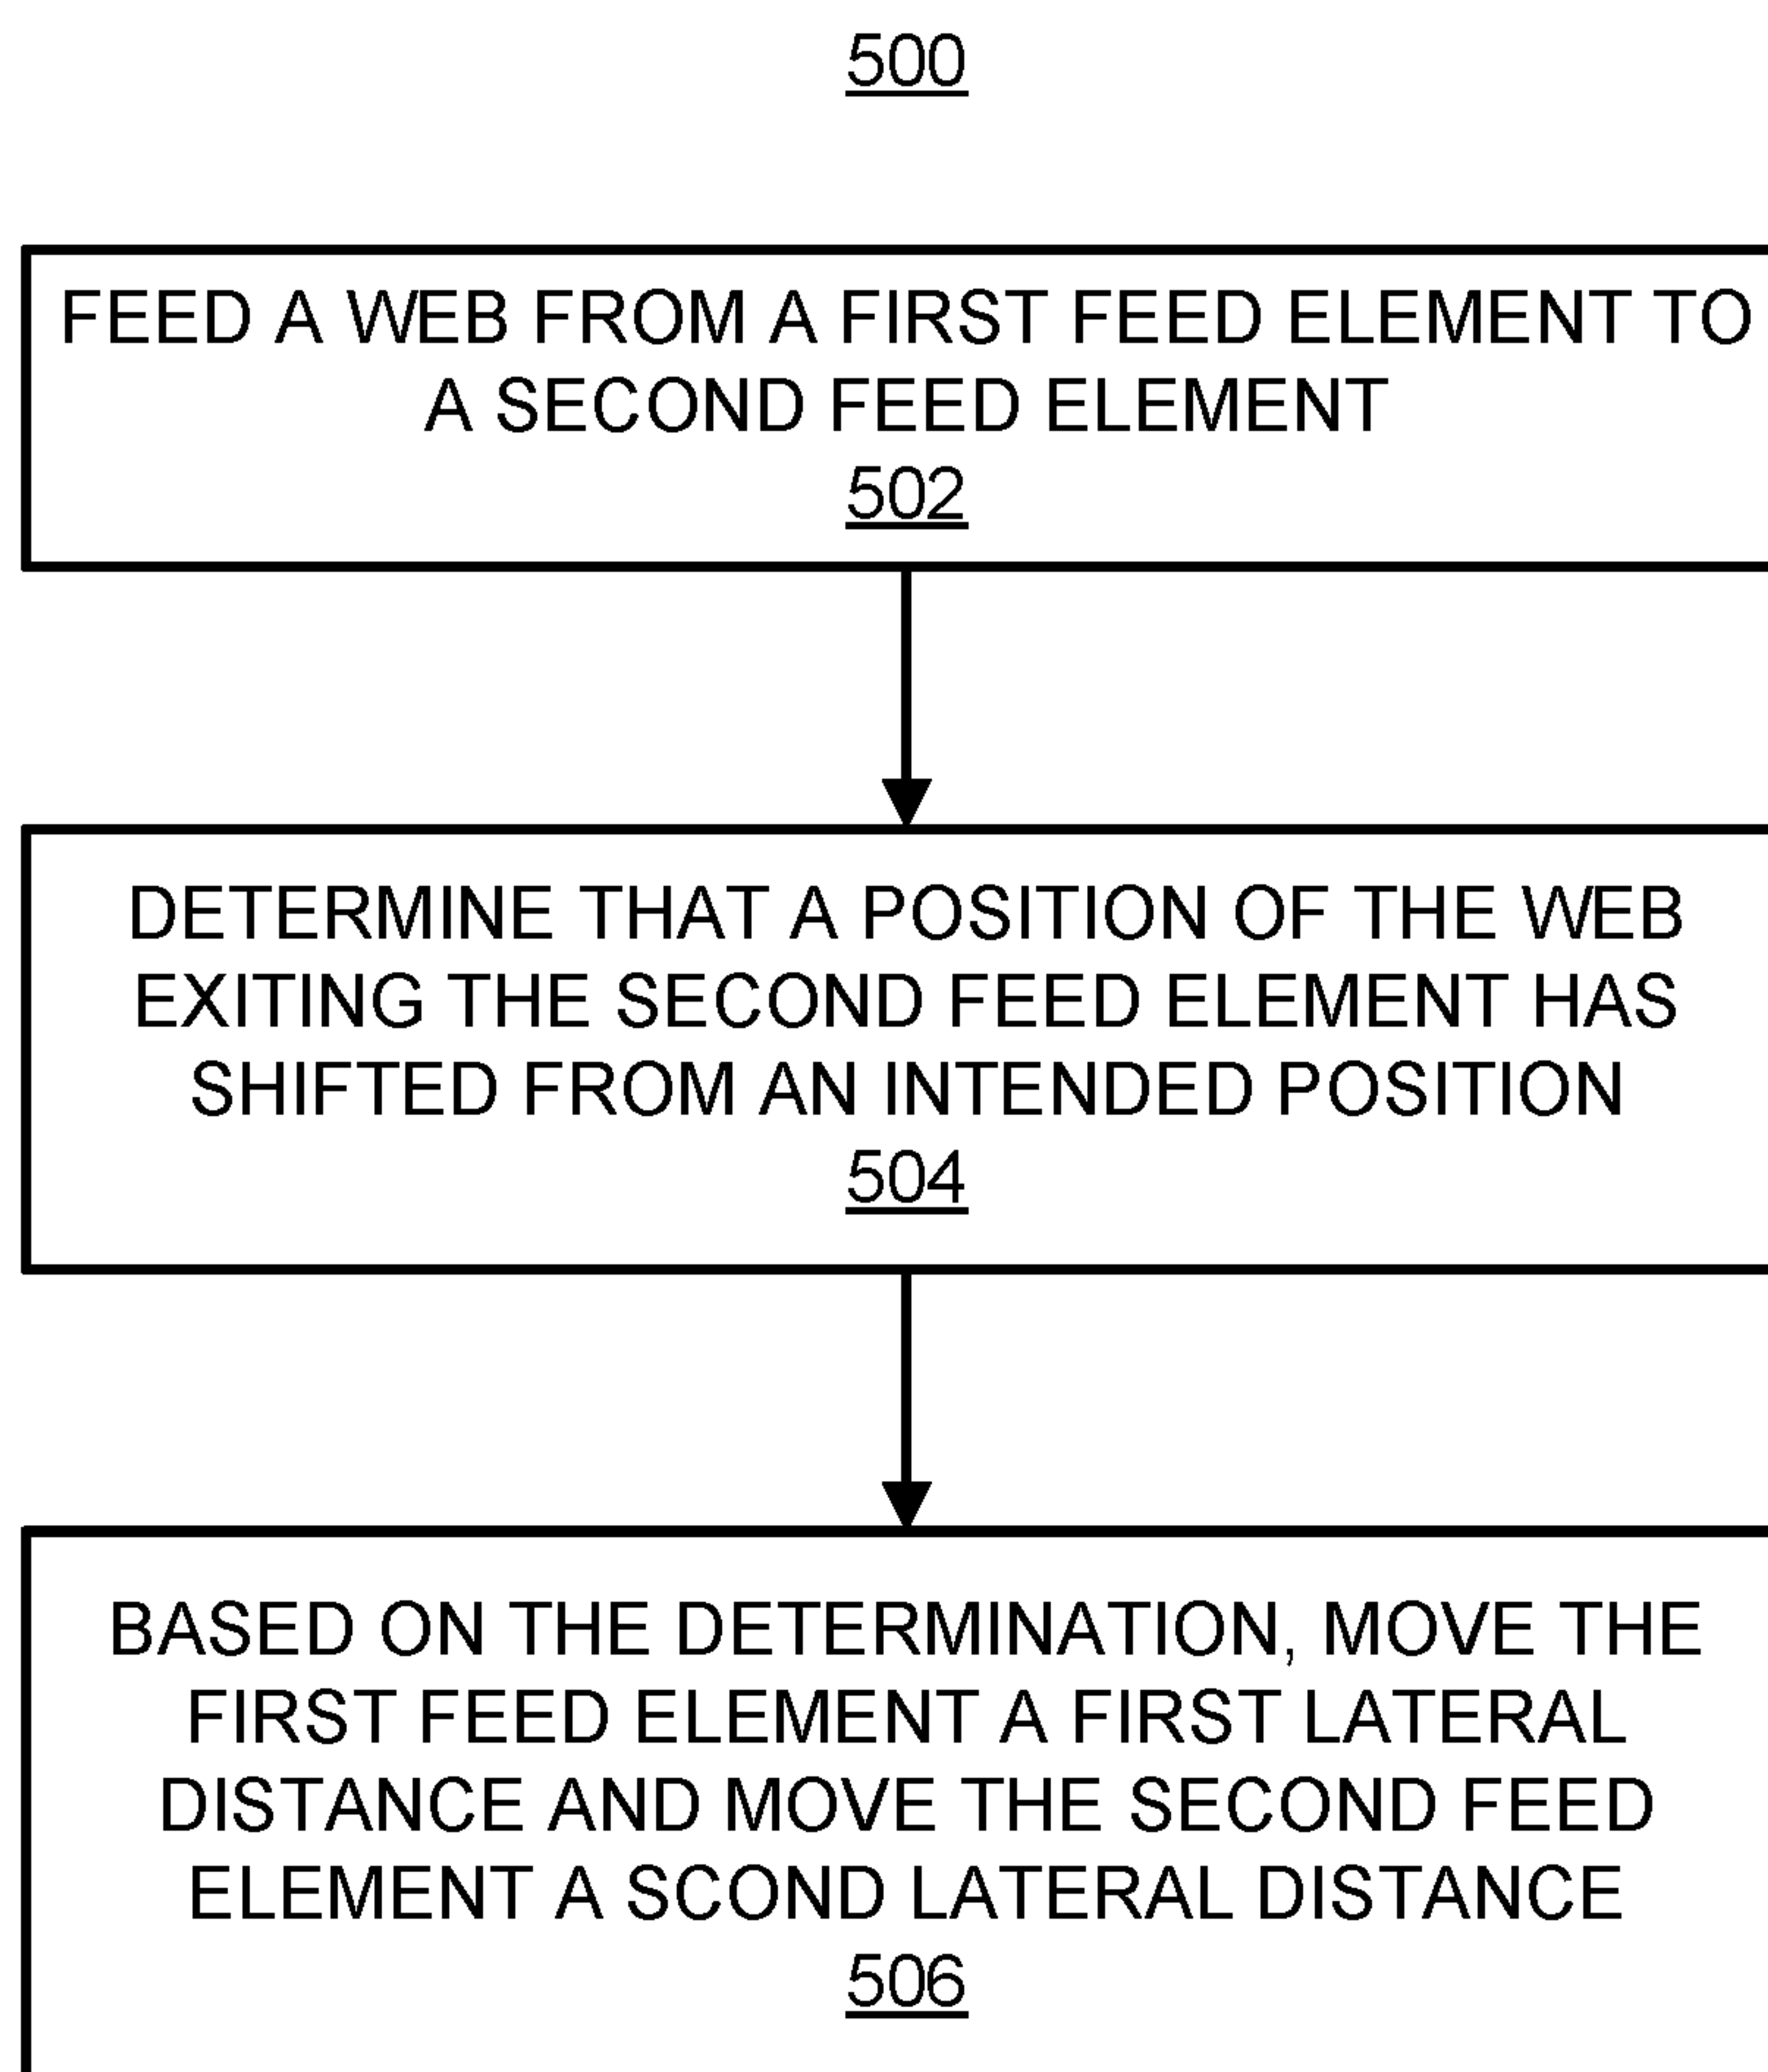 500
FEED A WEB FROM A FIRST FEED ELEMENT TO
A SECOND FEED ELEMENT
502
DETERMINE THAT A POSITION OF THE WEB
EXITING THE SECOND FEED ELEMENT HAS
SHIFTED FROM AN INTENDED POSITION
504
BASED ON THE DETERMINATION, MOVE THE
FIRST FEED ELEMENT A FIRST LATERAL
DISTANCE AND MOVE THE SECOND FEED
ELEMENT A SCOND LATERAL DISTANCE
506